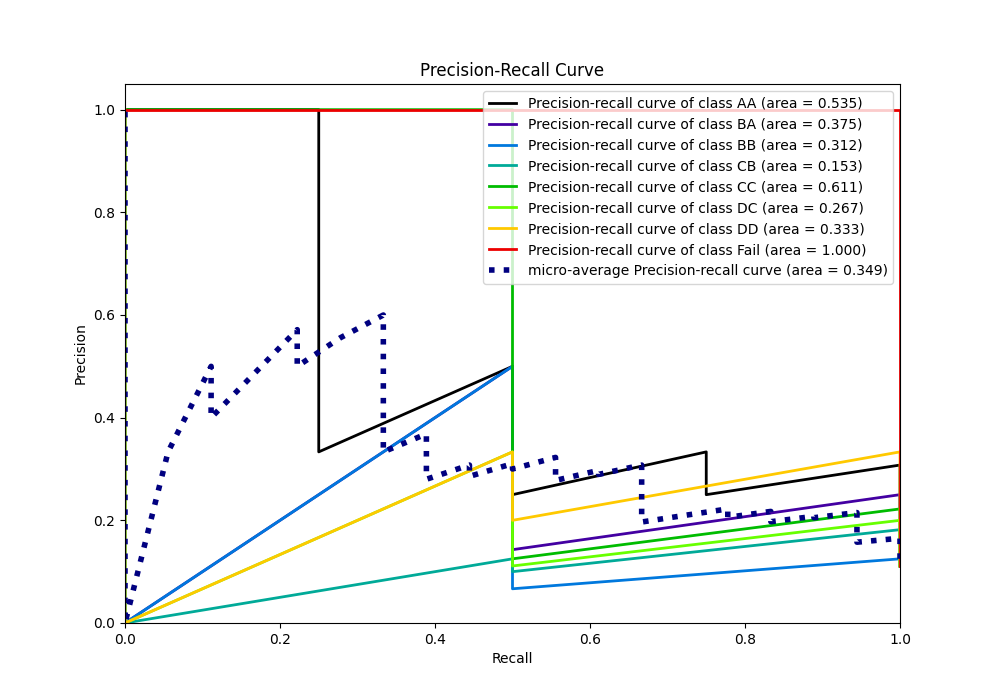 Precision-Recall Curve
Precision-recall curve of class AA (area = 0.535)
Precision-recall curve of class BA (area = 0.375)
Precision-recall curve of class BB (area = 0.312)
Precision-recall curve of class CB (area = 0.153)
Precision-recall curve of class CC (area = 0.611)
Precision-recall curve of class DC (area = 0.267)
Precision-recall curve of class DD (area = 0.333)
Precision-recall curve of class Fail (area = 1.000)
micro-average Precision-recall curve (area = 0.349)
Precision
1.0
0.8
0.6
0.4
0.2
0.0
0.0 0.2 0.4 0.6 0.8 1.0
Recall